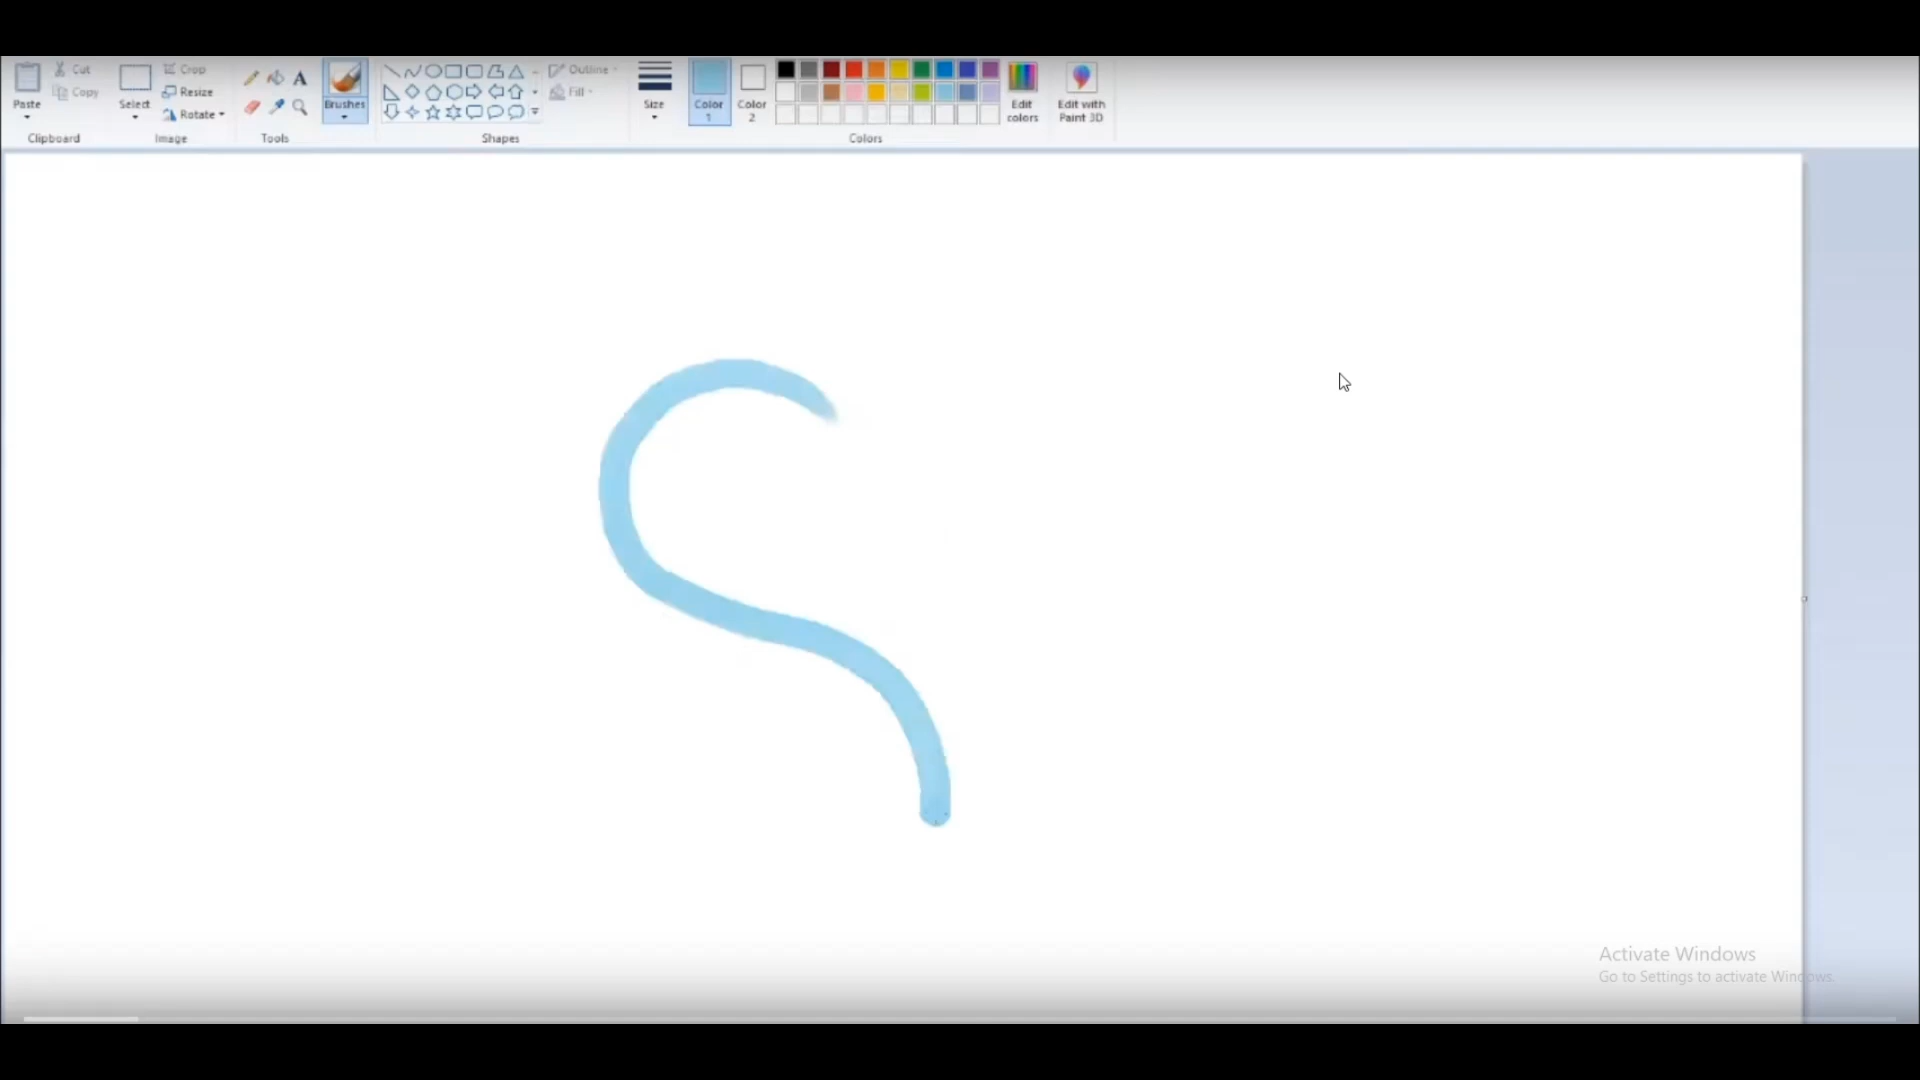 Cut
Crop
Copy
Resize
Rotate
A
Paste
Select
Brushes
Outline
Fill
Size
Color
1
Color
2
Edit
colors
Edit with
Paint 3D
Clipboard
Image
Tools
Shapes
Colors
Activate Windows
Go to Settings to activate Windows.